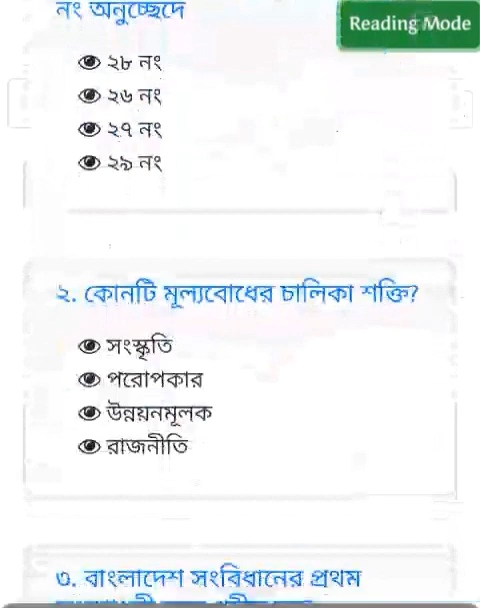 নং অনুচ্ছেদে
Reading Mode
২৮ নং
২৬ নং
২৭ নং
২৯ নং
২. কোনটি মূল্যবোধের চালিকা শক্তি?
সংস্কৃতি
পরোপকার
উন্নয়নমূলক
রাজনীতি
৩. বাংলাদেশ সংবিধানের প্রথম